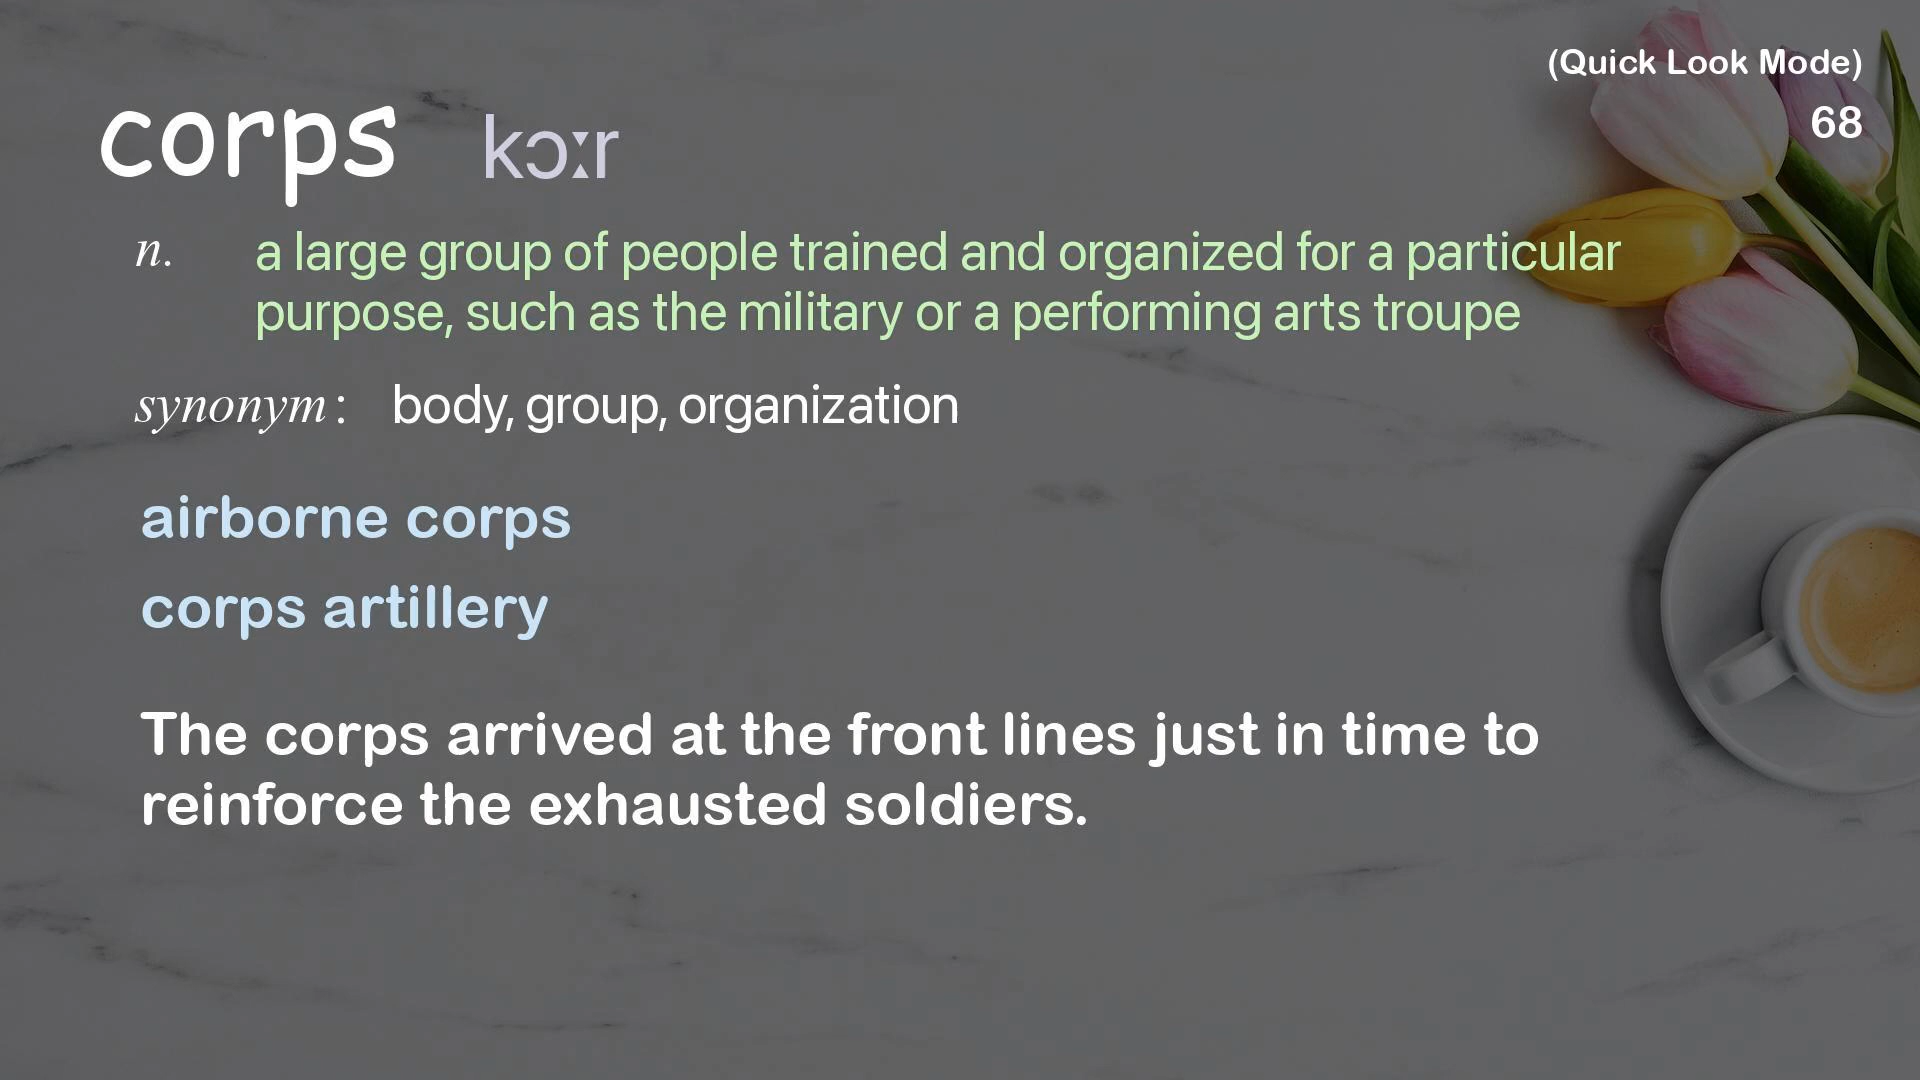 (Quick Look Mode)
68
corps kɔːr
n. a large group of people trained and organized for a particular
purpose, such as the military or a performing arts troupe
synonym: body, group, organization
airborne corps
corps artillery
The corps arrived at the front lines just in time to
reinforce the exhausted soldiers.